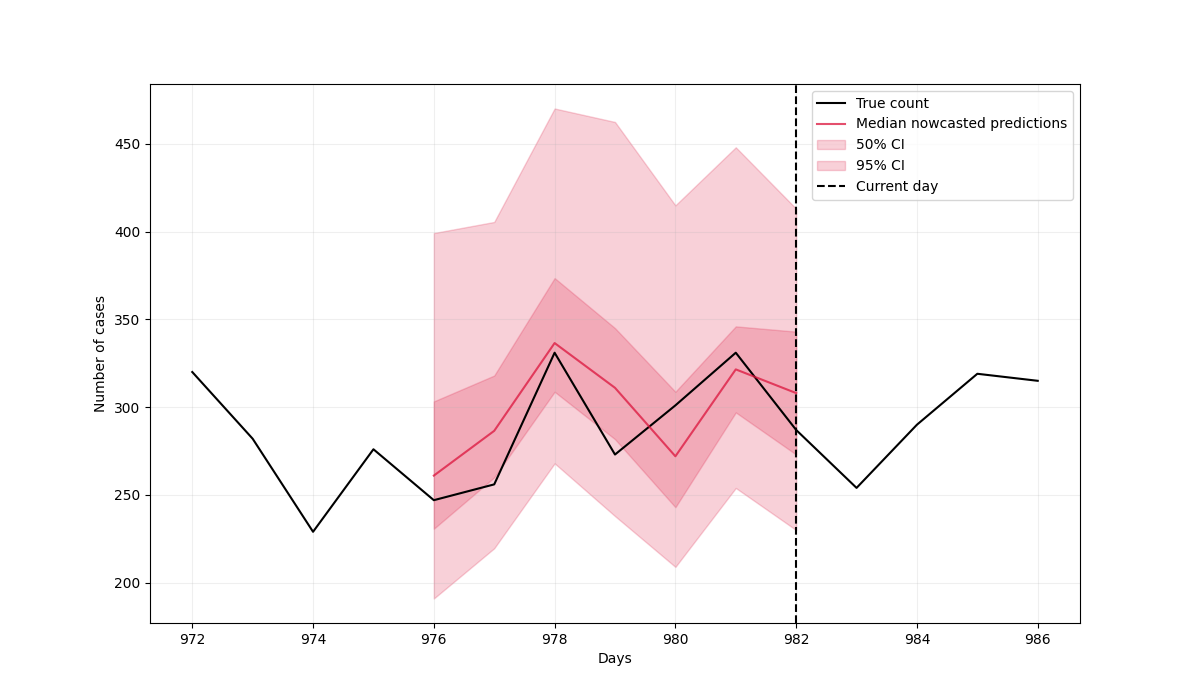 True count
Median nowcasted predictions
50% CI
95% CI
Current day
450
400
350
300
250
200
Number of cases
972 974 976 978 980 982 984 986
Days